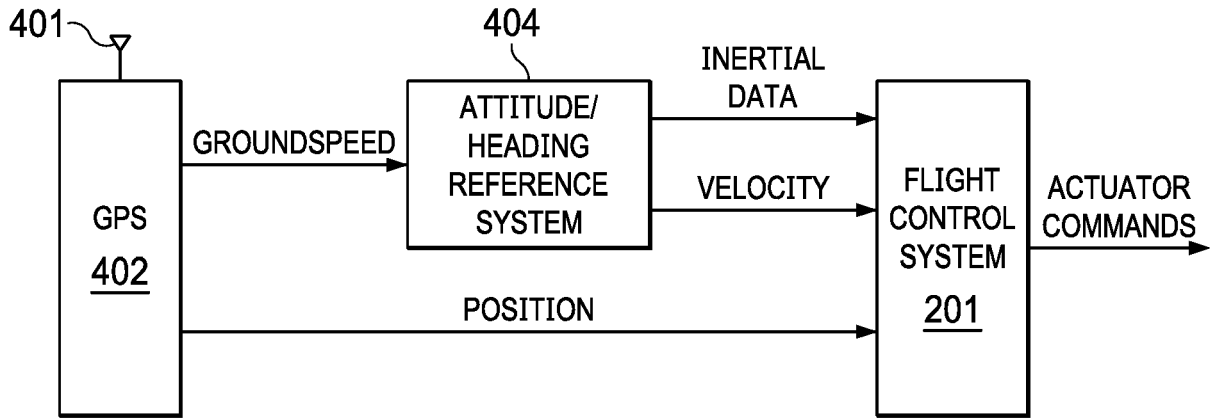 401
404
GPS
402
GROUNDSPEED
ATTITUDE/
HEADING
REFERENCE
SYSTEM
INERTIAL
DATA
VELOCITY
POSITION
FLIGHT
CONTROL
SYSTEM
201
ACTUATOR
COMMANDS